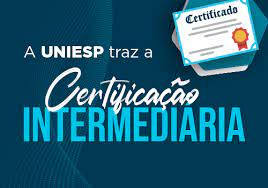 Certificado
A UNIESP traz a
Certificação
INTERMEDIARIA